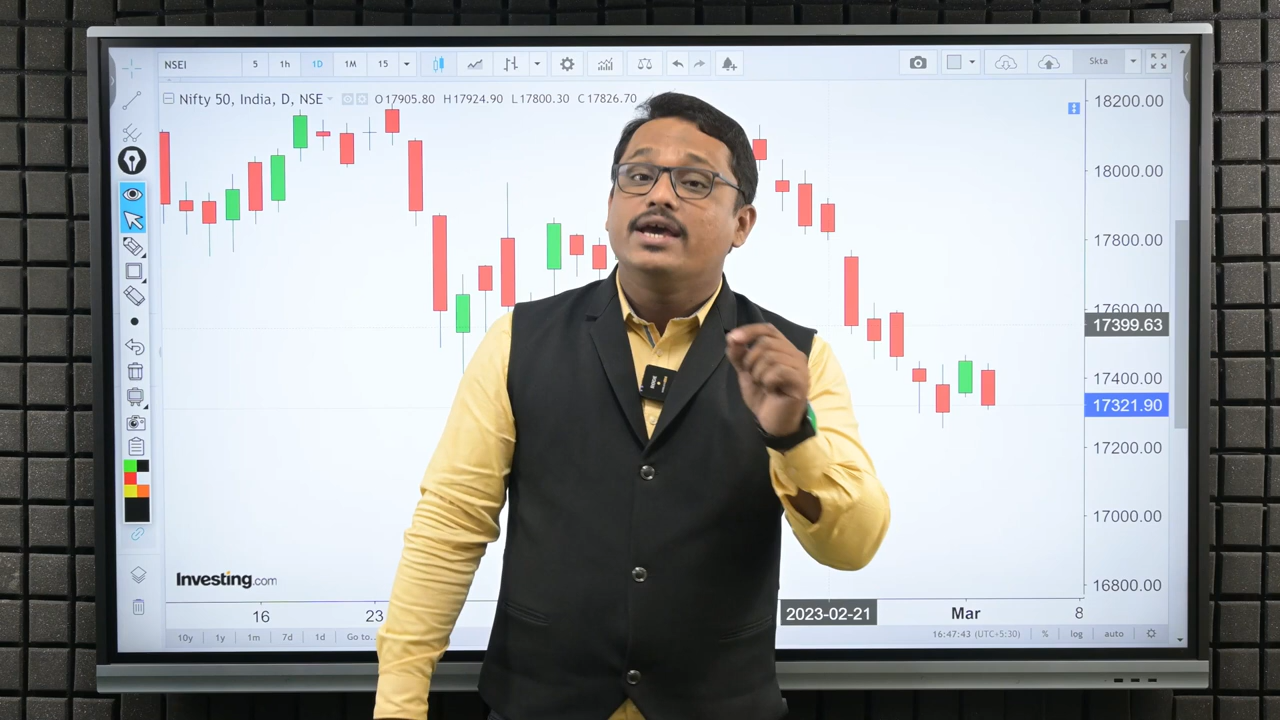 NSEI 5 1h 1D 1M 15 Skta
Nifty 50, India, D, NSE O17905.80 H17924.90 L17800.30 C17826.70
18200.00
18000.00
17800.00
17600.00
17399.63
17400.00
17321.90
17200.00
17000.00
16800.00
Investing.com
16 23 2023-02-21 Mar 8
10y 1y 1m 7d 1d Go to... 16:47:43 (UTC+5:30) % log auto